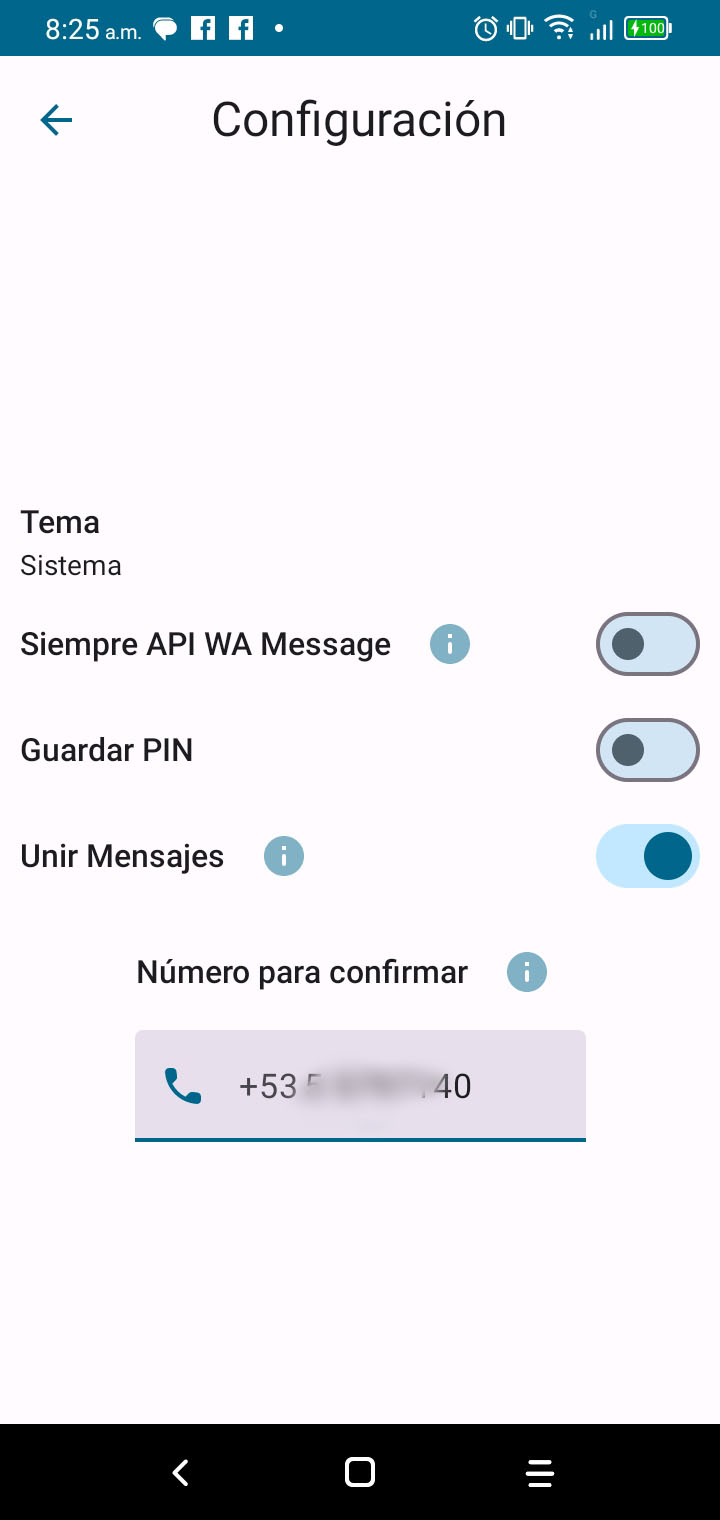 8:25 a.m.
G
100
Configuración
Tema
Sistema
Siempre API WA Message
Guardar PIN
Unir Mensajes
Número para confirmar
+53 40